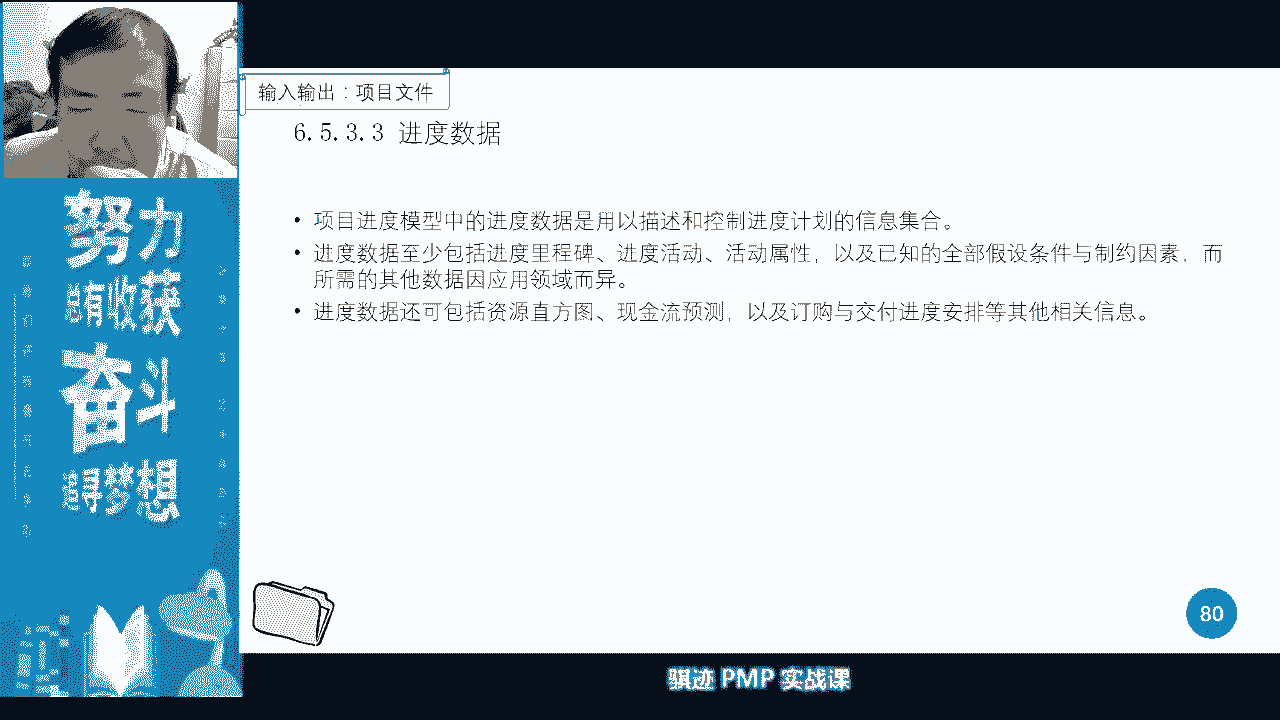 输入输出：项目文件
6.5.3.3 进度数据
• 项目进度模型中的进度数据是用以描述和控制进度计划的信息集合。
• 进度数据至少包括进度里程碑、进度活动、活动属性，以及已知的全部假设条件与制约因素，而
所需的其他数据因应用领域而异。
• 进度数据还可包括资源直方图、现金流预测，以及订购与交付进度安排等其他相关信息。
努力
总有收获
奋斗
追寻梦想
80
骐迹 PMP 实战课